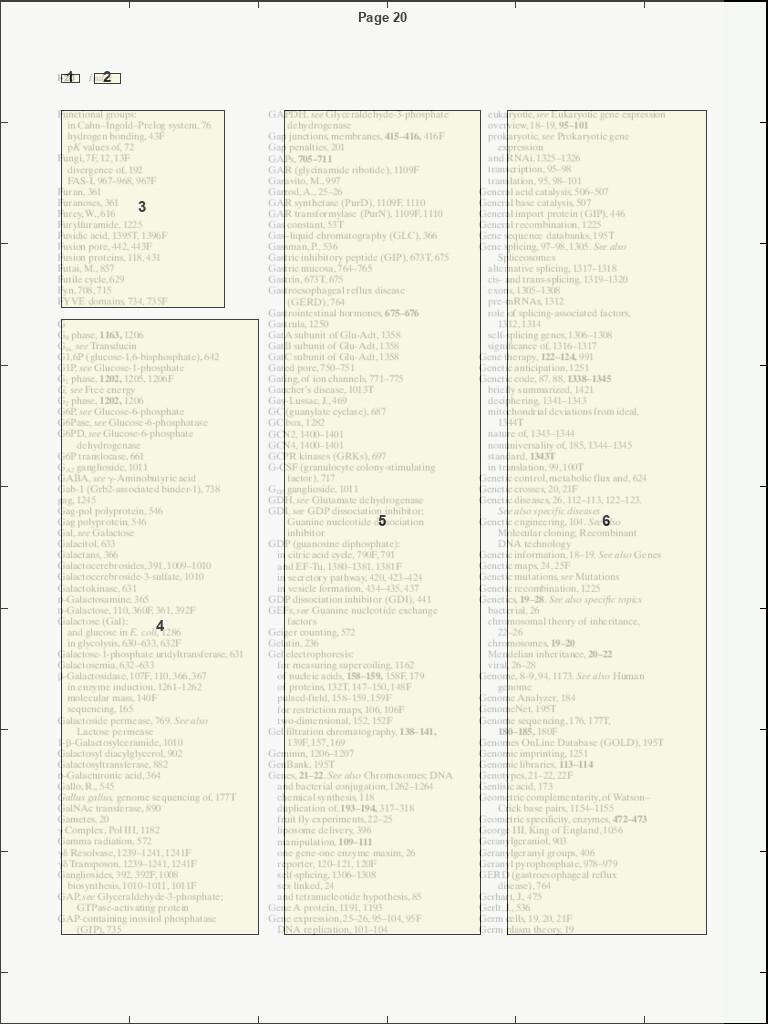 Page 20
1 2
Functional groups:
in Cahn–Ingold–Prelog system, 76
hydrogen bonding, 43F
pK values of, 72
Fungi, 7F, 12, 13F
divergence of, 192
FAS-I, 967–968, 967F
Furan, 361
Furanoses, 361
3
Furey, W., 616
Furylfuramide, 1225
Fusidic acid, 1395T, 1396F
Fusion pore, 442, 443F
Fusion proteins, 118, 431
Futai, M., 857
Futile cycle, 629
Fyn, 708, 715
FYVE domains, 734, 735F
G
G0 phase, 1163, 1206
see Transducin
G1,6P (glucose-1,6-bisphosphate), 642
G1P, see Glucose-1-phosphate
G1 phase, 1202, 1205, 1206F
G, see Free energy
G2 phase, 1202, 1206
G6P, see Glucose-6-phosphate
G6Pase, see Glucose-6-phosphatase
G6PD, see Glucose-6-phosphate
dehydrogenase
G6P translocase, 661
ganglioside, 1011
GABA, see γ-Aminobutyric acid
Gab-1 (Grb2-associated binder-1), 738
gag, 1245
Gag-pol polyprotein, 546
Gag polyprotein, 546
Gal, see Galactose
Galacitol, 633
Galactans, 366
Galactocerebrosides, 391, 1009–1010
Galactocerebroside-3-sulfate, 1010
Galactokinase, 631
D-Galactosamine, 365
D-Galactose, 110, 360F, 361, 392F
Galactose (Gal):
4
and glucose in E. coli, 1286
in glycolysis, 630–633, 632F
Galactose-1-phosphate uridyltransferase, 631
Galactosemia, 632–633
β-Galactosidase, 107F, 110, 366, 367
in enzyme induction, 1261–1262
molecular mass, 140F
sequencing, 165
Galactoside permease, 769. See also
Lactose permease
1-β-Galactosylceramide, 1010
Galactosyl diacylglycerol, 902
Galactosyltransferase, 882
D-Galacturonic acid, 364
Gallo, R., 545
Gallus gallus, genome sequencing of, 177T
GalNAc transferase, 890
Gametes, 20
γ Complex, Pol III, 1182
Gamma radiation, 572
γδ Resolvase, 1239–1241, 1241F
γδ Transposon, 1239–1241, 1241F
Gangliosides, 392, 392F, 1008
biosynthesis, 1010–1011, 1011F
GAP, see Glyceraldehyde-3-phosphate;
GTPase-activating protein
GAP-containing inositol phosphatase
(GIP), 735
GAPDH, see Glyceraldehyde-3-phosphate
dehydrogenase
Gap junctions, membranes, 415–416, 416F
Gap penalties, 201
GAPs, 705–711
GAR (glycinamide ribotide), 1109F
Garavito, M., 997
Garrod, A., 25–26
GAR synthetase (PurD), 1109F, 1110
GAR transformylase (PurN), 1109F, 1110
Gas constant, 53T
Gas–liquid chromatography (GLC), 366
Gassman, P., 536
Gastric inhibitory peptide (GIP), 673T, 675
Gastric mucosa, 764–765
Gastrin, 673T, 675
Gastroesophageal reflux disease
(GERD), 764
Gastrointestinal hormones, 675–676
Gastrula, 1250
GatA subunit of Glu-Adt, 1358
GatB subunit of Glu-Adt, 1358
GatC subunit of Glu-Adt, 1358
Gated pore, 750–751
Gating, of ion channels, 771–775
Gaucher's disease, 1013T
Gay-Lussac, J., 469
GC (guanylate cyclase), 687
GC box, 1282
GCN2, 1400–1401
GCN4, 1400–1401
GCPR kinases (GRKs), 697
G-CSF (granulocyte colony-stimulating
factor), 717
ganglioside, 1011
GDH, see Glutamate dehydrogenase
GDI, see GDP dissociation inhibitor;
5
Guanine nucleotide dissociation
inhibitor
GDP (guanosine diphosphate):
in citric acid cycle, 790F, 791
and EF-Tu, 1380–1381, 1381F
in secretory pathway, 420, 423–424
in vesicle formation, 434–435, 437
GDP dissociation inhibitor (GDI), 441
GEFs, see Guanine nucleotide exchange
factors
Geiger counting, 572
Gelatin, 236
Gel electrophoresis:
for measuring supercoiling, 1162
of nucleic acids, 158–159, 158F, 179
of proteins, 132T, 147–150, 148F
pulsed-field, 158–159, 159F
for restriction maps, 106, 106F
two-dimensional, 152, 152F
Gel filtration chromatography, 138–141,
139F, 157, 169
Geminin, 1206–1207
GenBank, 195T
Genes, 21–22. See also Chromosomes; DNA
and bacterial conjugation, 1262–1264
chemical synthesis, 118
duplication of, 193–194, 317–318
fruit fly experiments, 22–25
liposome delivery, 396
manipulation, 109–111
one gene-one enzyme maxim, 26
reporter, 120–121, 120F
self-splicing, 1306–1308
sex linked, 24
and tetranucleotide hypothesis, 85
Gene A protein, 1191, 1193
Gene expression, 25–26, 95–104, 95F
DNA replication, 101–104
eukaryotic, see Eukaryotic gene expression
overview, 18–19, 95–101
prokaryotic, see Prokaryotic gene
expression
and RNAi, 1325–1326
transcription, 95–98
translation, 95, 98–101
General acid catalysis, 506–507
General base catalysis, 507
General import protein (GIP), 446
General recombination, 1225
Gene sequence databanks, 195T
Gene splicing, 97–98, 1305. See also
Spliceosomes
alternative splicing, 1317–1318
cis- and trans-splicing, 1319–1320
exons, 1305–1308
pre-mRNAs, 1312
role of splicing-associated factors,
1312, 1314
self-splicing genes, 1306–1308
significance of, 1316–1317
Gene therapy, 122–124, 991
Genetic anticipation, 1251
Genetic code, 87, 88, 1338–1345
briefly summarized, 1421
deciphering, 1341–1343
mitochondrial deviations from ideal,
1344T
nature of, 1343–1344
nonuniversality of, 185, 1344–1345
standard, 1343T
in translation, 99, 100T
Genetic control, metabolic flux and, 624
Genetic crosses, 20, 21F
Genetic diseases, 26, 112–113, 122–123.
See also specific diseases
Genetic engineering, 104. See also
6
Molecular cloning; Recombinant
DNA technology
Genetic information, 18–19. See also Genes
Genetic maps, 24, 25F
Genetic mutations, see Mutations
Genetic recombination, 1225
Genetics, 19–28. See also specific topics
bacterial, 26
chromosomal theory of inheritance,
22–26
chromosomes, 19–20
Mendelian inheritance, 20–22
viral, 26–28
Genome, 8–9, 94, 1173. See also Human
genome
Genome Analyzer, 184
GenomeNet, 195T
Genome sequencing, 176, 177T,
180–185, 180F
Genomes OnLine Database (GOLD), 195T
Genomic imprinting, 1251
Genomic libraries, 113–114
Genotypes, 21–22, 22F
Gentisic acid, 173
Geometric complementarity, of Watson–
Crick base pairs, 1154–1155
Geometric specificity, enzymes, 472–473
George III, King of England, 1056
Geranylgeraniol, 903
Geranylgeranyl groups, 406
Geranyl pyrophosphate, 978–979
GERD (gastroesophageal reflux
disease), 764
Gerhart, J., 475
Gerlt, J., 536
Germ cells, 19, 20, 21F
Germ plasm theory, 19